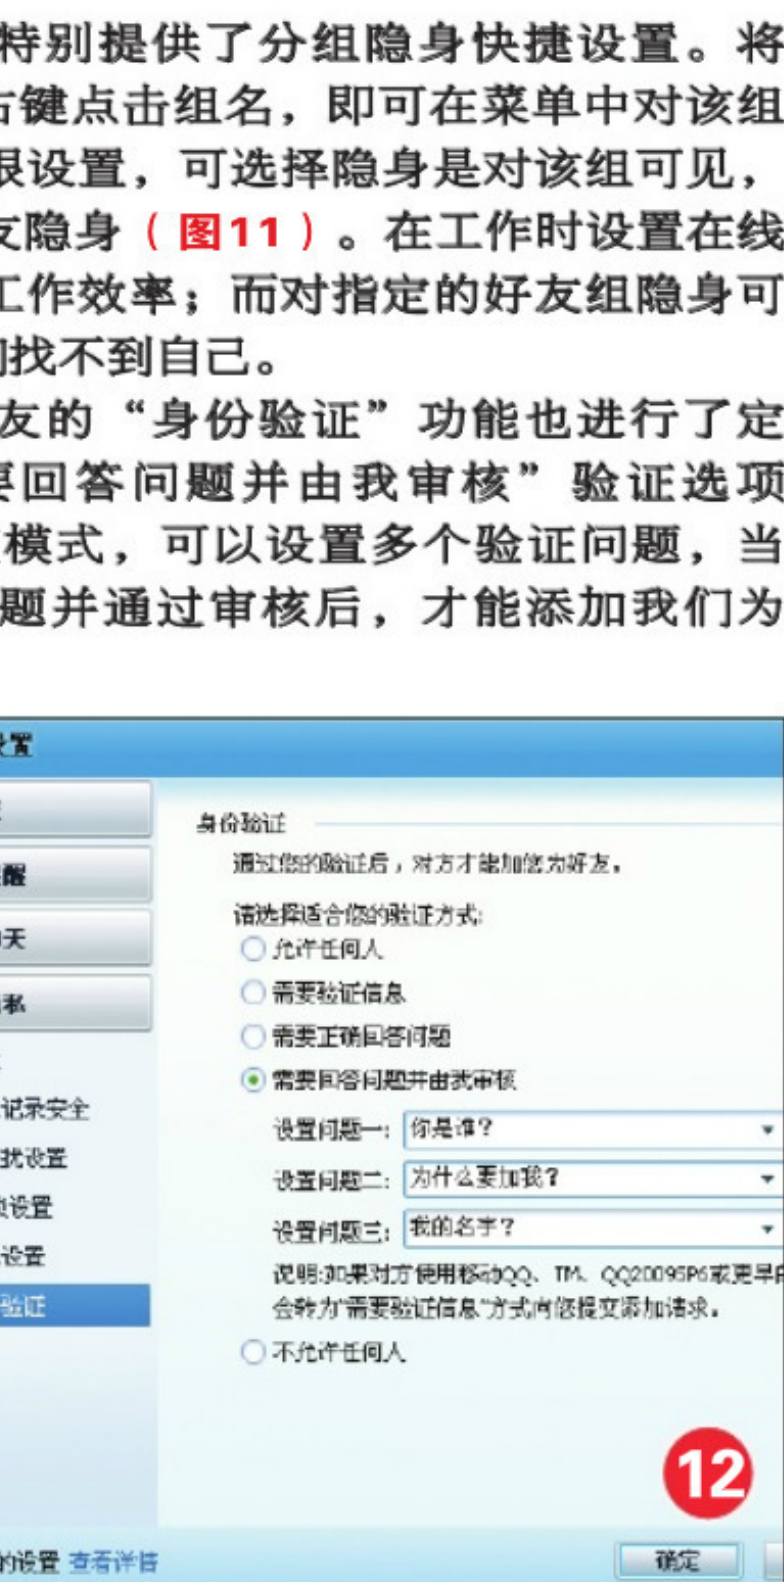 特别提供了分组隐身快捷设置。将
右键点击组名，即可在菜单中对该组
限设置，可选择隐身是对该组可见，
友隐身（图11）。在工作时设置在线
工作效率；而对指定的好友组隐身可
们找不到自己。
友的“身份验证”功能也进行了定
要回答问题并由我审核”验证选项
模式，可以设置多个验证问题，当
题并通过审核后，才能添加我们为
设置
醒
天
私
记录安全
扰设置
设置
设置
验证
身份验证
通过您的验证后，对方才能加您为好友。
请选择适合您的验证方式:
允许任何人
需要验证信息
需要正确回答问题
需要回答问题并由我审核
设置问题一: 你是谁?
设置问题二: 为什么要加我?
设置问题三: 我的名字?
说明:如果对方使用移动QQ、TM、QQ2009SP6或更早
会转为"需要验证信息"方式向您提交添加请求。
不允许任何人
12
的设置 查看详情
确定